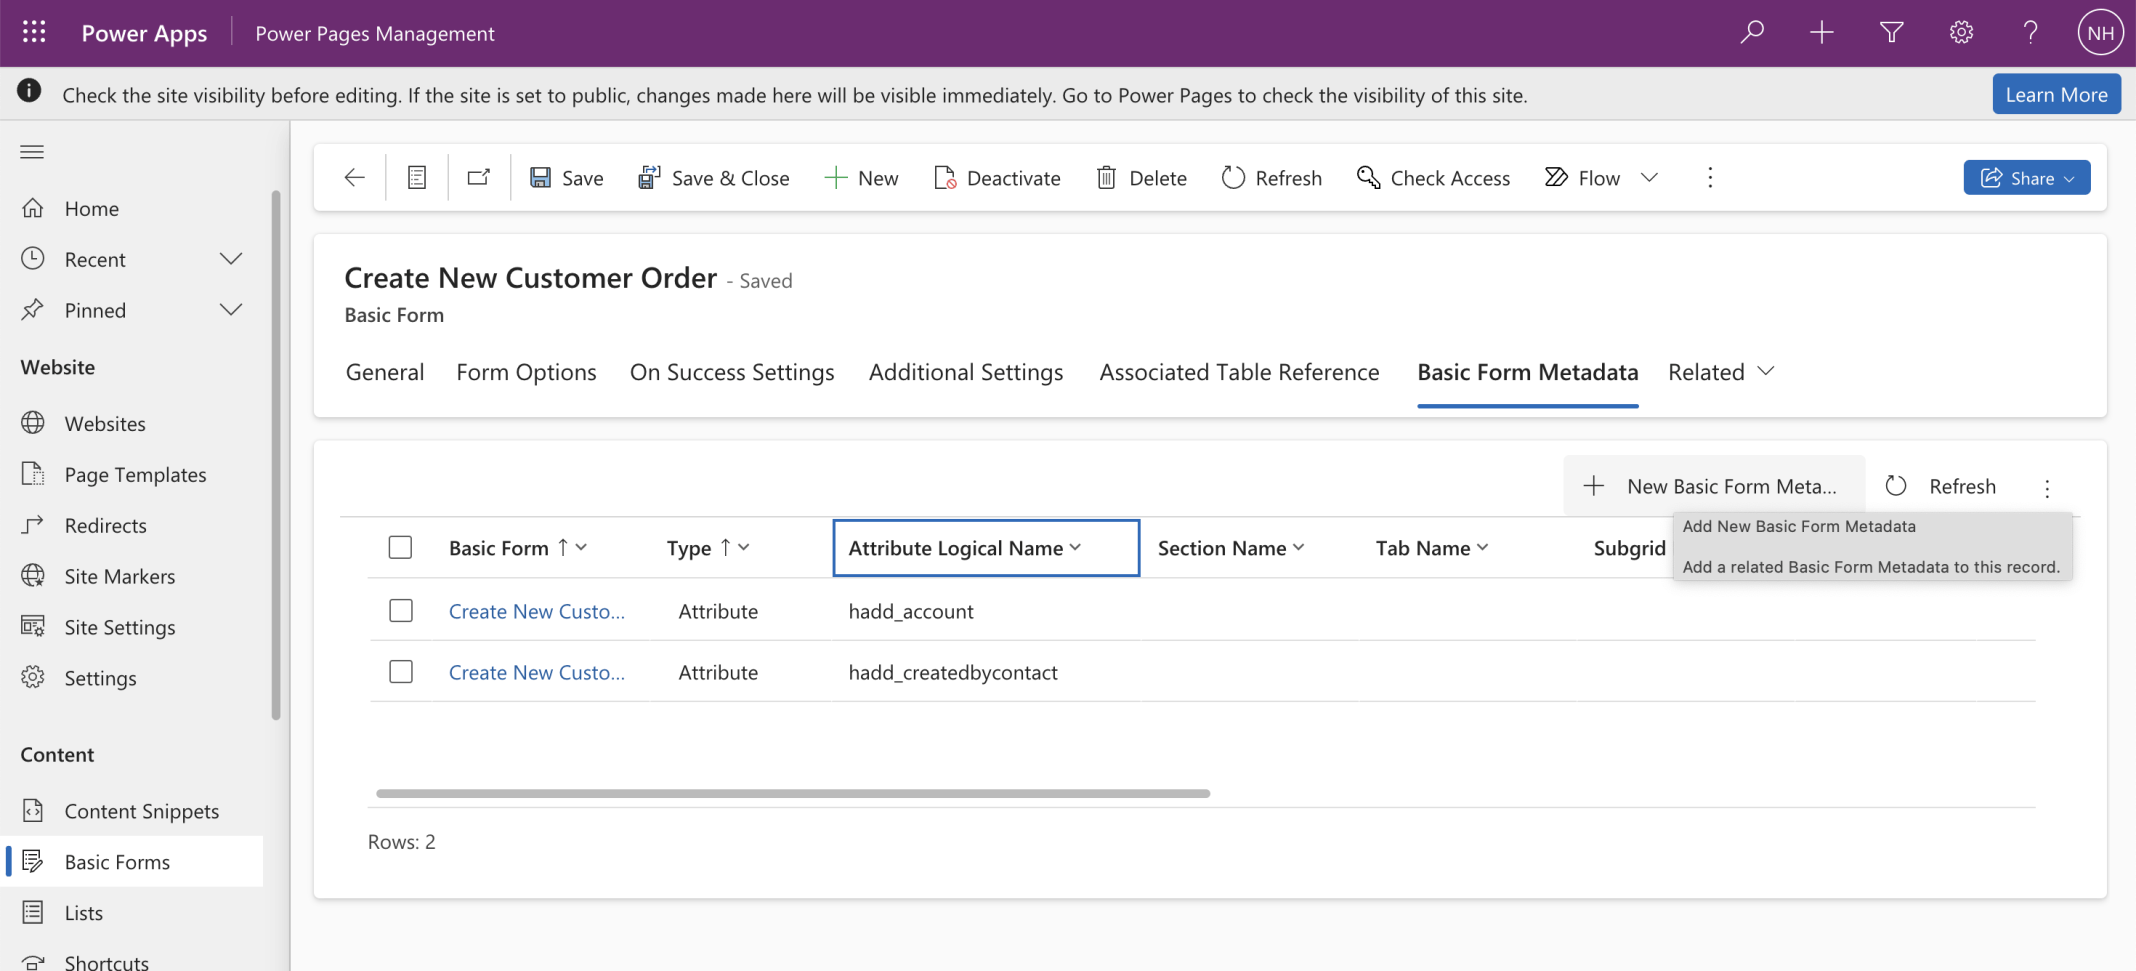 Power Apps
Power Pages Management
NH
Check the site visibility before editing. If the site is set to public, changes made here will be visible immediately. Go to Power Pages to check the visibility of this site.
Learn More
Save
Save & Close
New
Deactivate
Delete
Refresh
Check Access
Flow
Share
Home
Recent
Pinned
Website
Websites
Page Templates
Redirects
Site Markers
Site Settings
Settings
Content
Content Snippets
Basic Forms
Lists
Shortcuts
Create New Customer Order - Saved
Basic Form
General
Form Options
On Success Settings
Additional Settings
Associated Table Reference
Basic Form Metadata
Related
New Basic Form Meta...
Refresh
Add New Basic Form Metadata
Add a related Basic Form Metadata to this record.
Basic Form ↑
Type ↑
Attribute Logical Name
Section Name
Tab Name
Subgrid
Create New Custo... Attribute hadd_account
Create New Custo... Attribute hadd_createdbycontact
Rows: 2